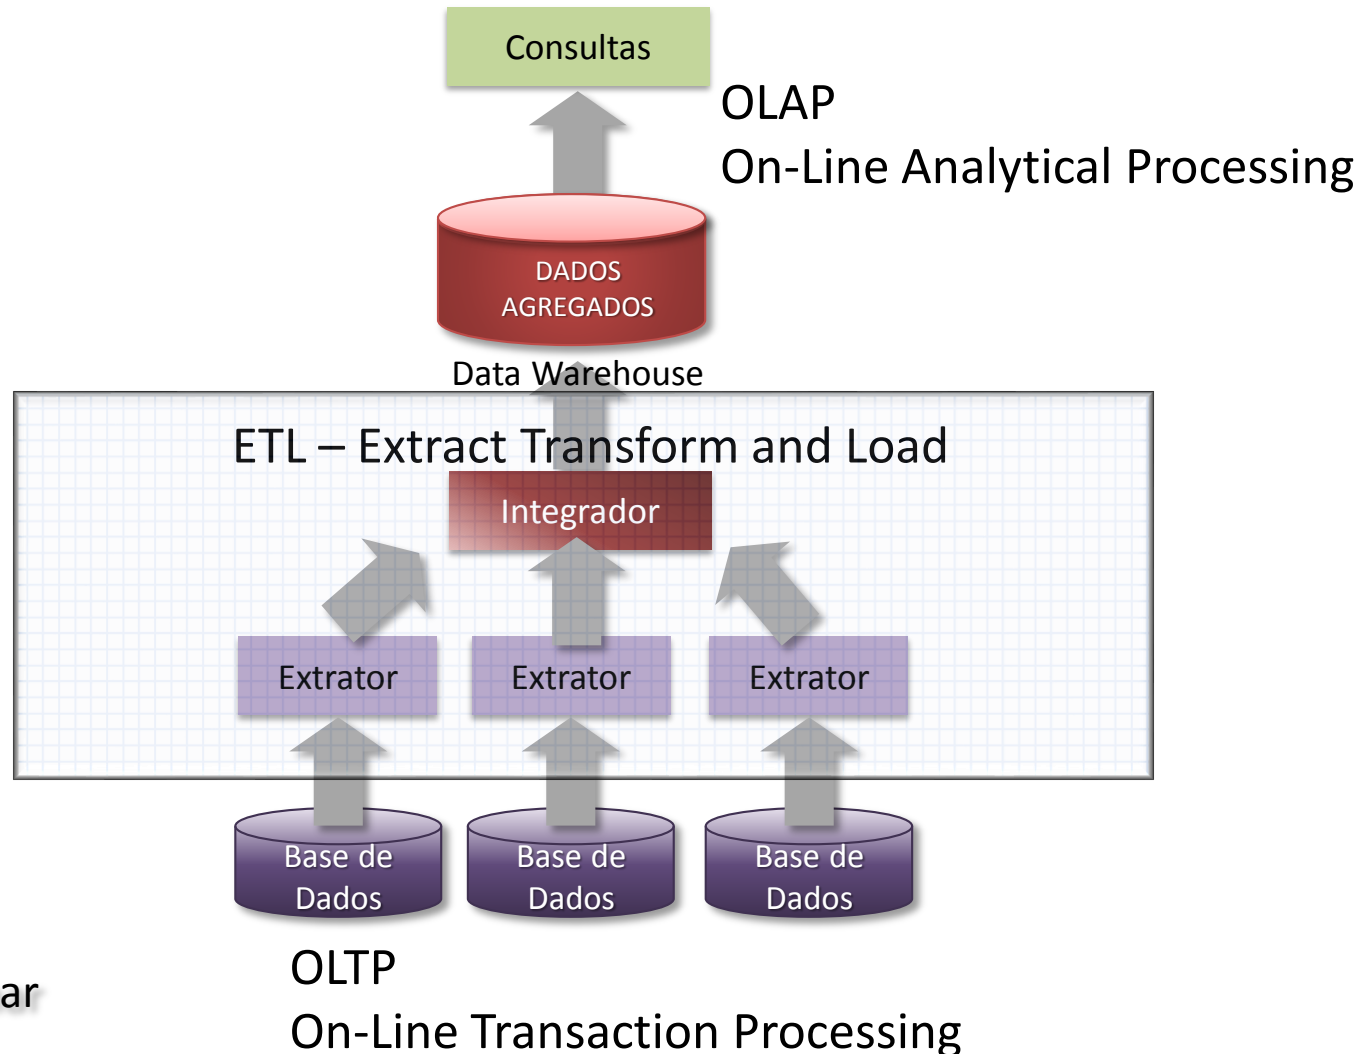 Consultas
OLAP
On-Line Analytical Processing
DADOS
AGREGADOS
Data Warehouse
ETL – Extract Transform and Load
Integrador
Extrator Extrator Extrator
Base de Base de Base de
Dados Dados Dados
OLTP
ar
On-Line Transaction Processing